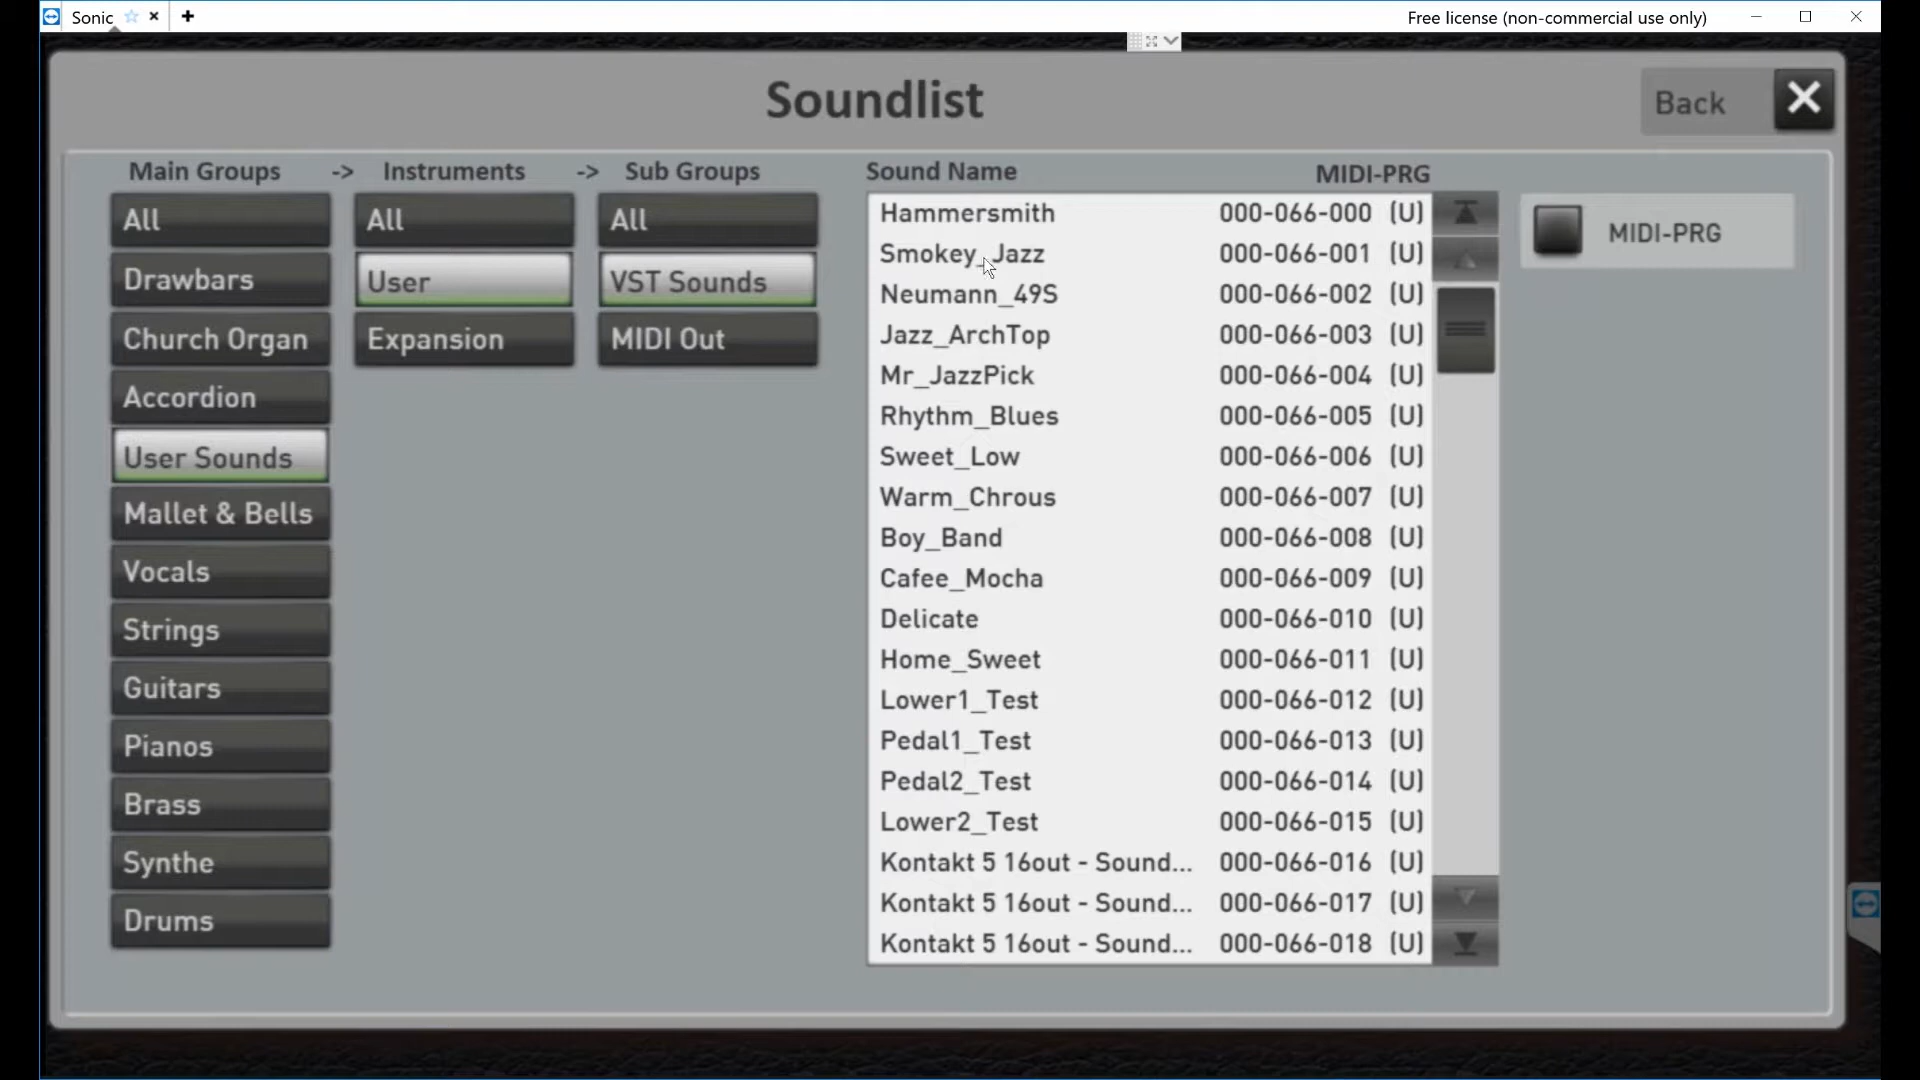 Sonic
Free license (non-commercial use only)
Soundlist
Back
Main Groups -> Instruments -> Sub Groups
Sound Name MIDI-PRG
All
Drawbars
Church Organ
Accordion
User Sounds
Mallet & Bells
Vocals
Strings
Guitars
Pianos
Brass
Synthe
Drums
All
User
Expansion
All
VST Sounds
MIDI Out
Hammersmith 000-066-000 (U)
Smokey_Jazz 000-066-001 (U)
Neumann_49S 000-066-002 (U)
Jazz_ArchTop 000-066-003 (U)
Mr_JazzPick 000-066-004 (U)
Rhythm_Blues 000-066-005 (U)
Sweet_Low 000-066-006 (U)
Warm_Chrous 000-066-007 (U)
Boy_Band 000-066-008 (U)
Cafee_Mocha 000-066-009 (U)
Delicate 000-066-010 (U)
Home_Sweet 000-066-011 (U)
Lower1_Test 000-066-012 (U)
Pedal1_Test 000-066-013 (U)
Pedal2_Test 000-066-014 (U)
Lower2_Test 000-066-015 (U)
Kontakt 5 16out - Sound... 000-066-016 (U)
Kontakt 5 16out - Sound... 000-066-017 (U)
Kontakt 5 16out - Sound... 000-066-018 (U)
MIDI-PRG